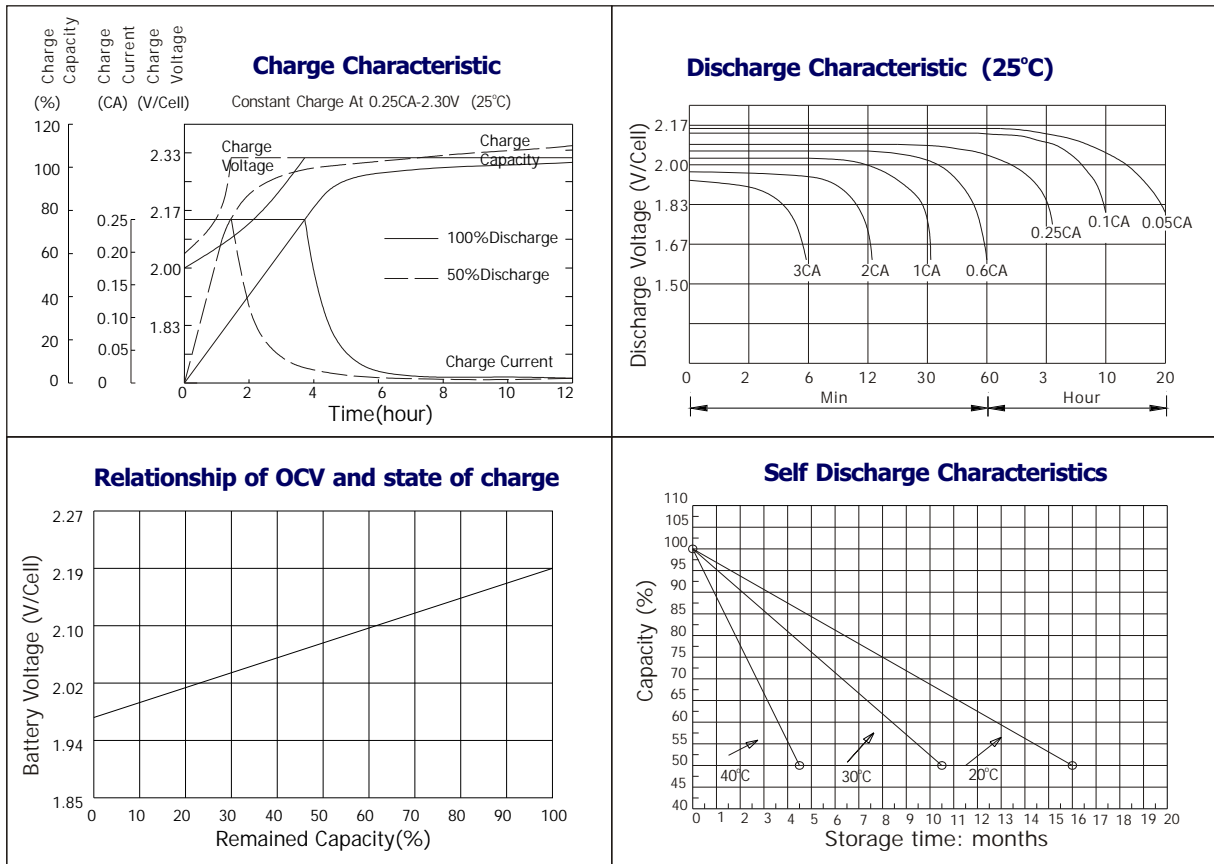 Charge Capacity
Charge Current
Charge Voltage
(%)
(CA)
(V/Cell)
Charge Characteristic
Constant Charge At 0.25CA-2.30V (25°C)
120
100
80
60
40
20
0
0.25
0.20
0.15
0.10
0.05
0
2.33
2.17
2.00
1.83
Charge Voltage
Charge Capacity
100%Discharge
50%Discharge
Charge Current
0 2 4 6 8 10 12
Time(hour)
Discharge Characteristic (25°C)
Discharge Voltage (V/Cell)
2.17
2.00
1.83
1.67
1.50
3CA 2CA 1CA 0.6CA 0.25CA 0.1CA 0.05CA
0 2 6 12 30 60 3 10 20
Min Hour
Relationship of OCV and state of charge
Battery Voltage (V/Cell)
2.27
2.19
2.10
2.02
1.94
1.85
0 10 20 30 40 50 60 70 80 90 100
Remained Capacity(%)
Self Discharge Characteristics
Capacity (%)
110
105
100
95
90
85
80
75
70
65
60
55
50
45
40
40°C 30°C 20°C
0 1 2 3 4 5 6 7 8 9 10 11 12 13 14 15 16 17 18 19 20
Storage time: months